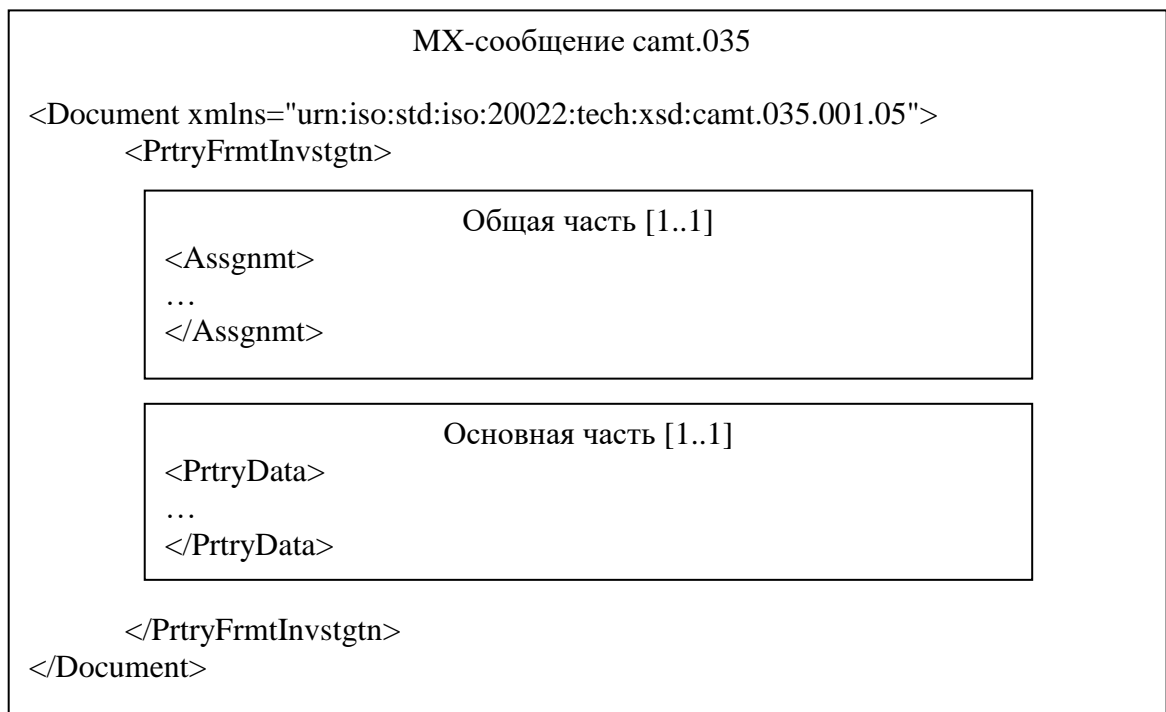 MX-сообщение camt.035
<Document xmlns="urn:iso:std:iso:20022:tech:xsd:camt.035.001.05">
<PrtryFrmtInvstgtn>
Общая часть [1..1]
<Assgnmt>
…
</Assgnmt>
Основная часть [1..1]
<PrtryData>
…
</PrtryData>
</PrtryFrmtInvstgtn>
</Document>